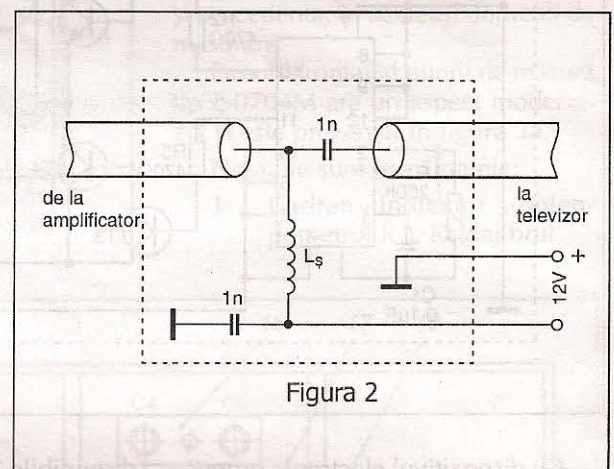 1n
de la
amplificator
la
televizor
Lș
+
12V
1n
Figura 2